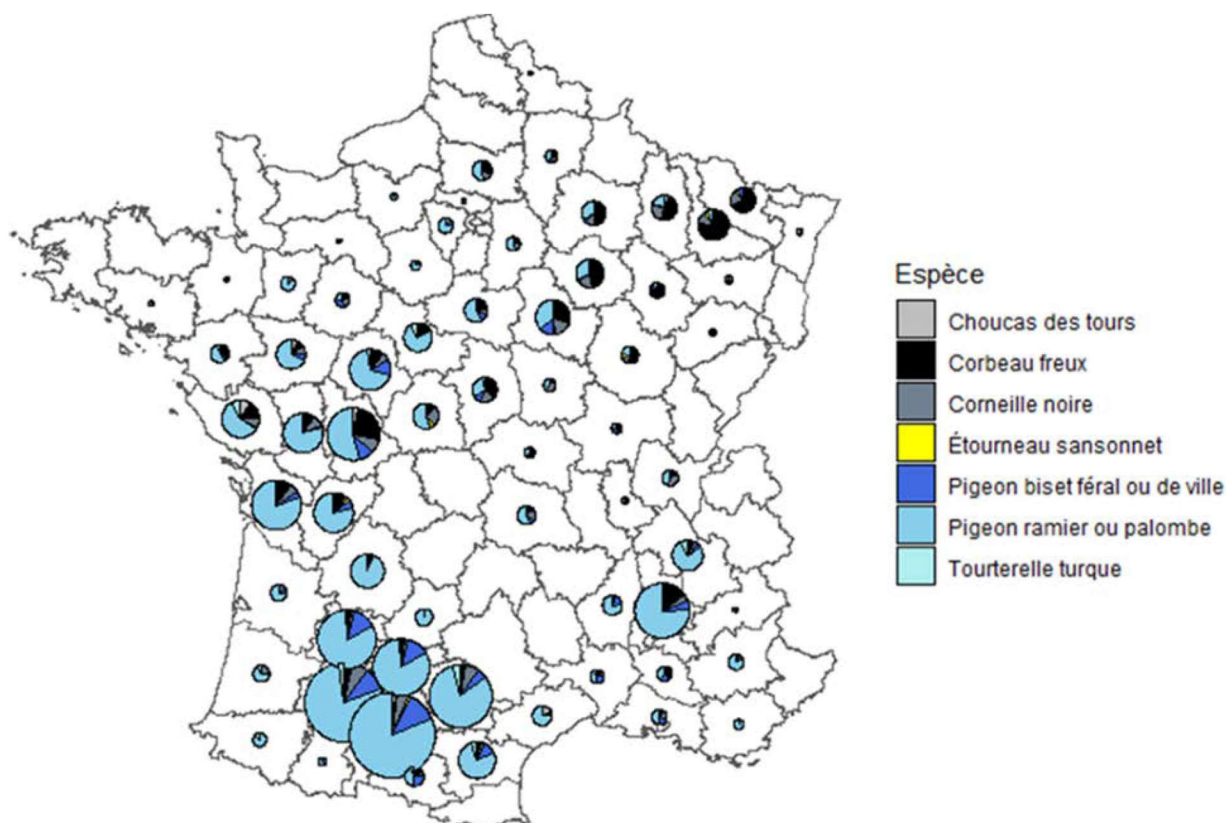 Espèce
Choucas des tours
Corbeau freux
Corneille noire
Étourneau sansonnet
Pigeon biset féral ou de ville
Pigeon ramier ou palombe
Tourterelle turque